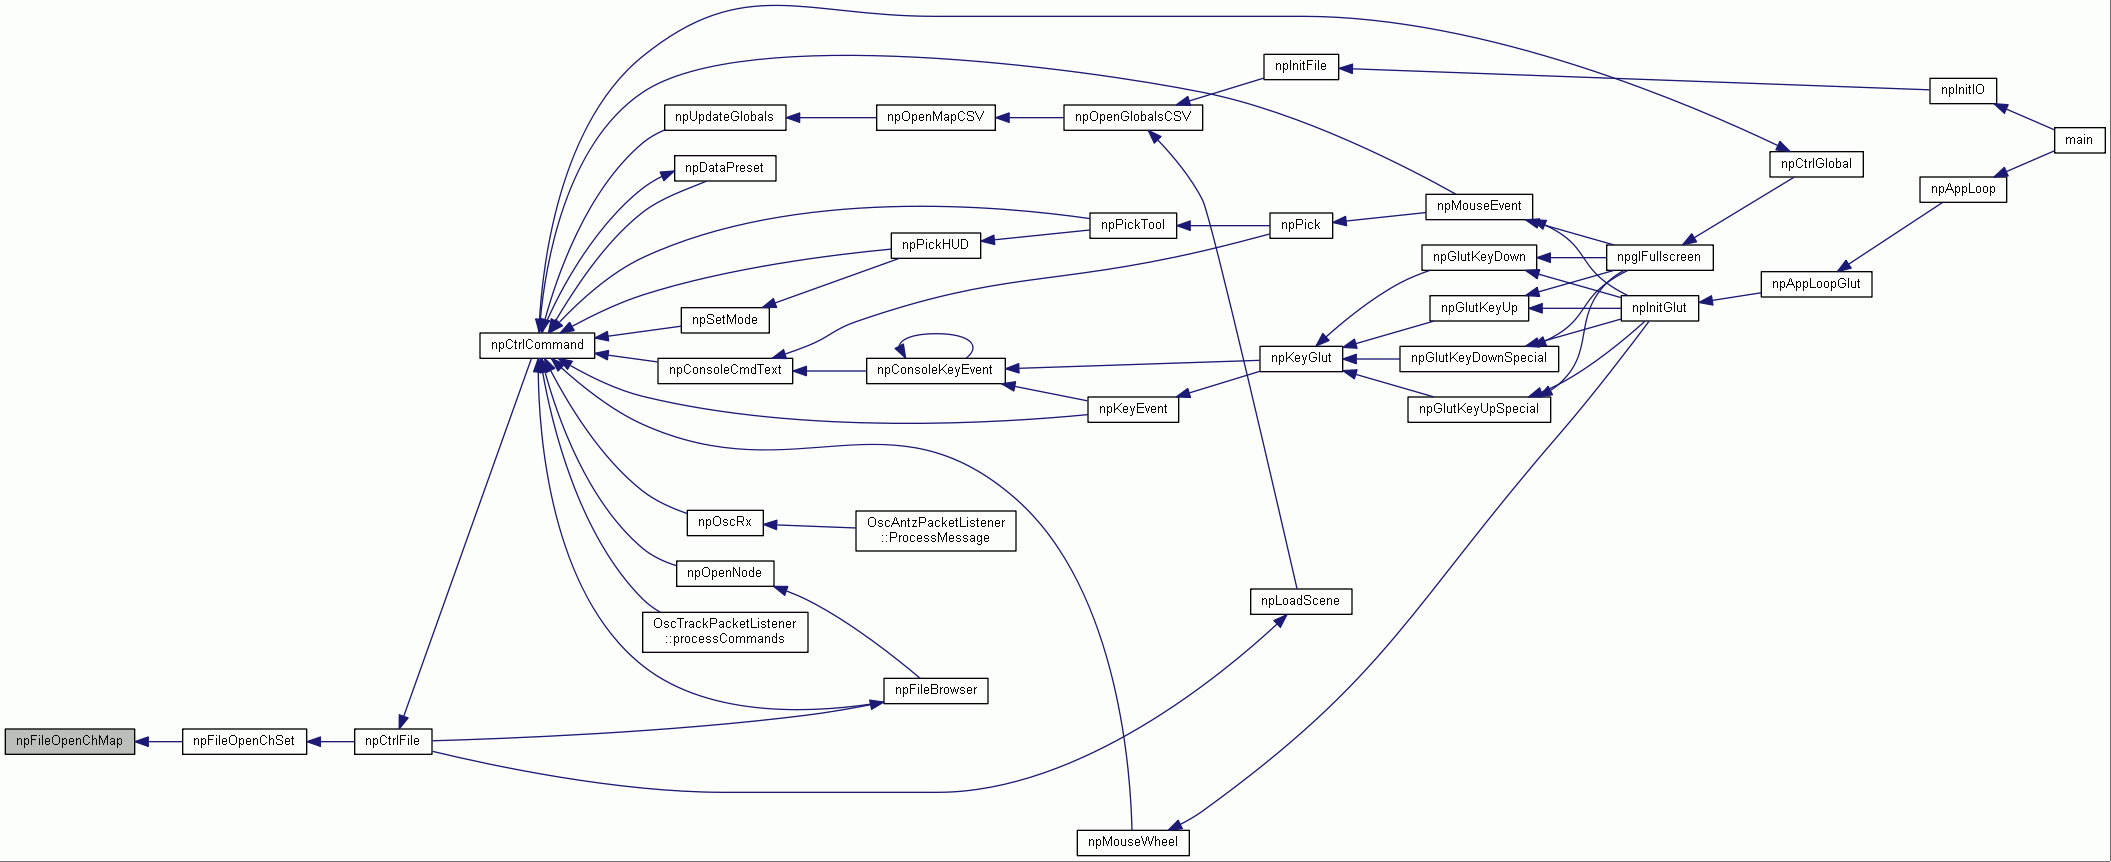 npInitFile
npInitIO
npUpdateGlobals
npOpenMapCSV
npOpenGlobalsCSV
main
npDataPreset
npCtrlGlobal
npAppLoop
npMouseEvent
npPickTool
npPick
npPickHUD
npGlutKeyDown
npglFullscreen
npAppLoopGlut
npSetMode
npGlutKeyUp
npInitGlut
npCtrlCommand
npConsoleCmdText
npConsoleKeyEvent
npKeyGlut
npGlutKeyDownSpecial
npKeyEvent
npGlutKeyUpSpecial
npOscRx
OscAntzPacketListener
::ProcessMessage
npOpenNode
npLoadScene
OscTrackPacketListener
::processCommands
npFileBrowser
npFileOpenChMap
npFileOpenChSet
npCtrlFile
npMouseWheel